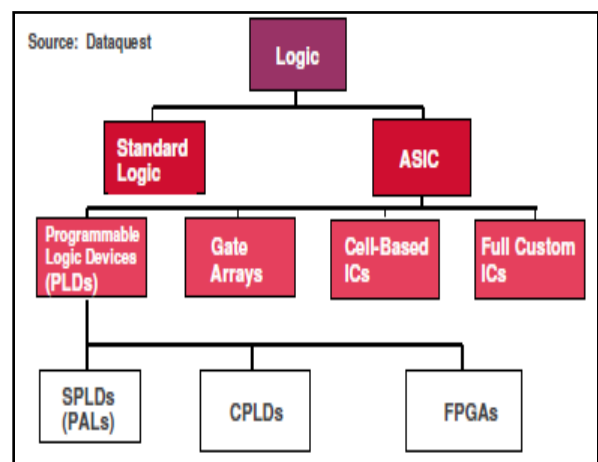 Source: Dataquest
Logic
Standard
Logic
ASIC
Programmable
Logic Devices
(PLDs)
Gate
Arrays
Cell-Based
ICs
Full Custom
ICs
SPLDs
(PALs)
CPLDs
FPGAs